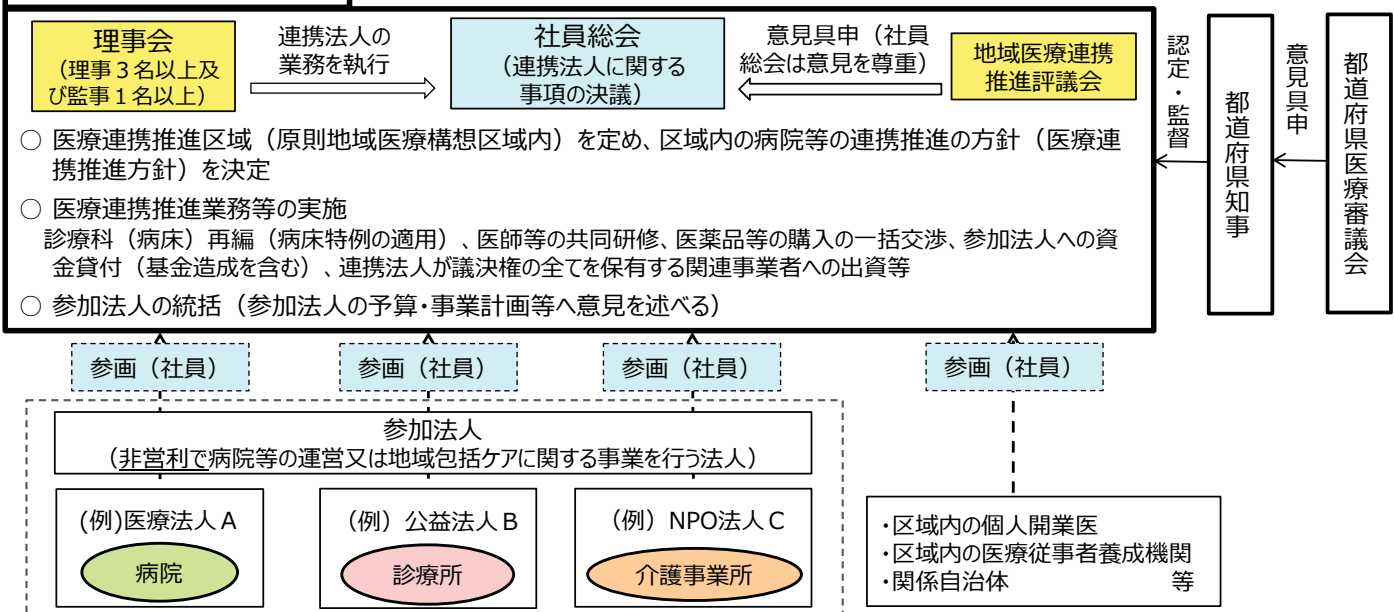 理事会
（理事３名以上及
び監事１名以上）
連携法人の
業務を執行
社員総会
（連携法人に関する
事項の決議）
意見具申（社員
総会は意見を尊重）
地域医療連携
推進評議会
認定・監督
都道府県知事
意見具申
都道府県医療審議会
○ 医療連携推進区域（原則地域医療構想区域内）を定め、区域内の病院等の連携推進の方針（医療連
携推進方針）を決定
○ 医療連携推進業務等の実施
診療科（病床）再編（病床特例の適用）、医師等の共同研修、医薬品等の購入の一括交渉、参加法人への資
金貸付（基金造成を含む）、連携法人が議決権の全てを保有する関連事業者への出資等
○ 参加法人の統括（参加法人の予算・事業計画等へ意見を述べる）
参画（社員）
参画（社員）
参画（社員）
参画（社員）
参加法人
（非営利で病院等の運営又は地域包括ケアに関する事業を行う法人）
(例)医療法人Ａ
病院
（例）公益法人Ｂ
診療所
（例）NPO法人Ｃ
介護事業所
・区域内の個人開業医
・区域内の医療従事者養成機関
・関係自治体　　　　　　　等